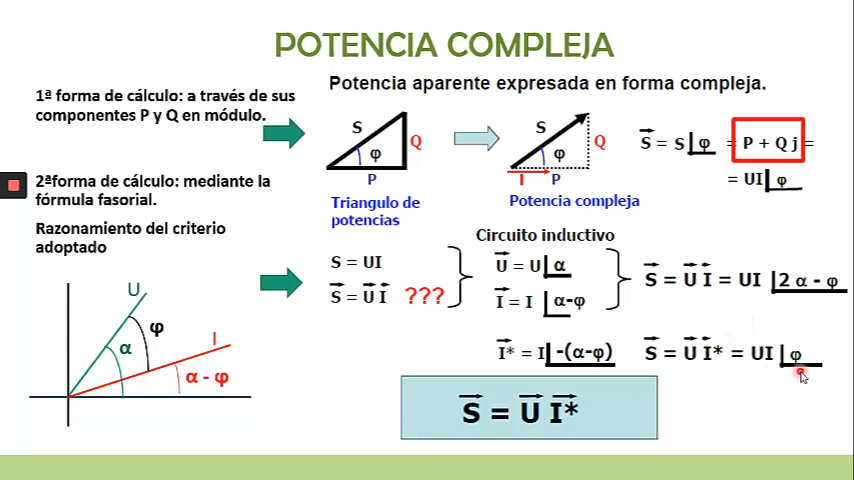 POTENCIA COMPLEJA
1ª forma de cálculo: a través de sus
componentes P y Q en módulo.
Potencia aparente expresada en forma compleja.
S
φ
Q
P
Triangulo de
potencias
S
φ
Q
I
P
Potencia compleja
S = S φ = P + Q j =
= UI φ
2ªforma de cálculo: mediante la
fórmula fasorial.
Razonamiento del criterio
adoptado
S = UI
S = U I ???
Circuito inductivo
U = U α
I = I α-φ
S = U I = UI 2 α - φ
I* = I -(α-φ)
S = U I* = UI φ
S = U I*
U
φ
I
α
α - φ